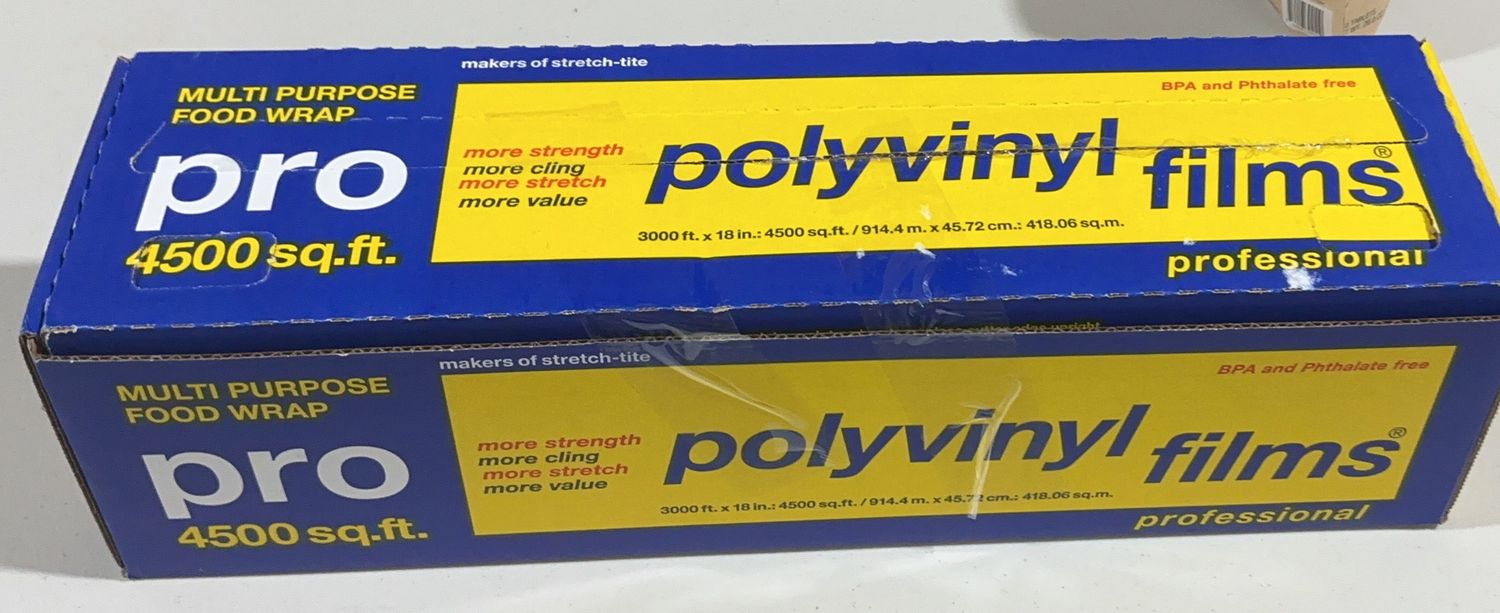 makers of stretch-tite
MULTI PURPOSE
FOOD WRAP
pro
4500 sq.ft.
more strength
more cling
more stretch
more value
BPA and Phthalate free
polyvinyl films®
3000 ft. x 18 in.: 4500 sq.ft. / 914.4 m. x 45.72 cm.: 418.06 sq.m.
professional
makers of stretch-tite
MULTI PURPOSE
FOOD WRAP
pro
4500 sq.ft.
more strength
more cling
more stretch
more value
BPA and Phthalate free
polyvinyl films®
3000 ft. x 18 in.: 4500 sq.ft. / 914.4 m. x 45.72 cm.: 418.06 sq.m.
professional